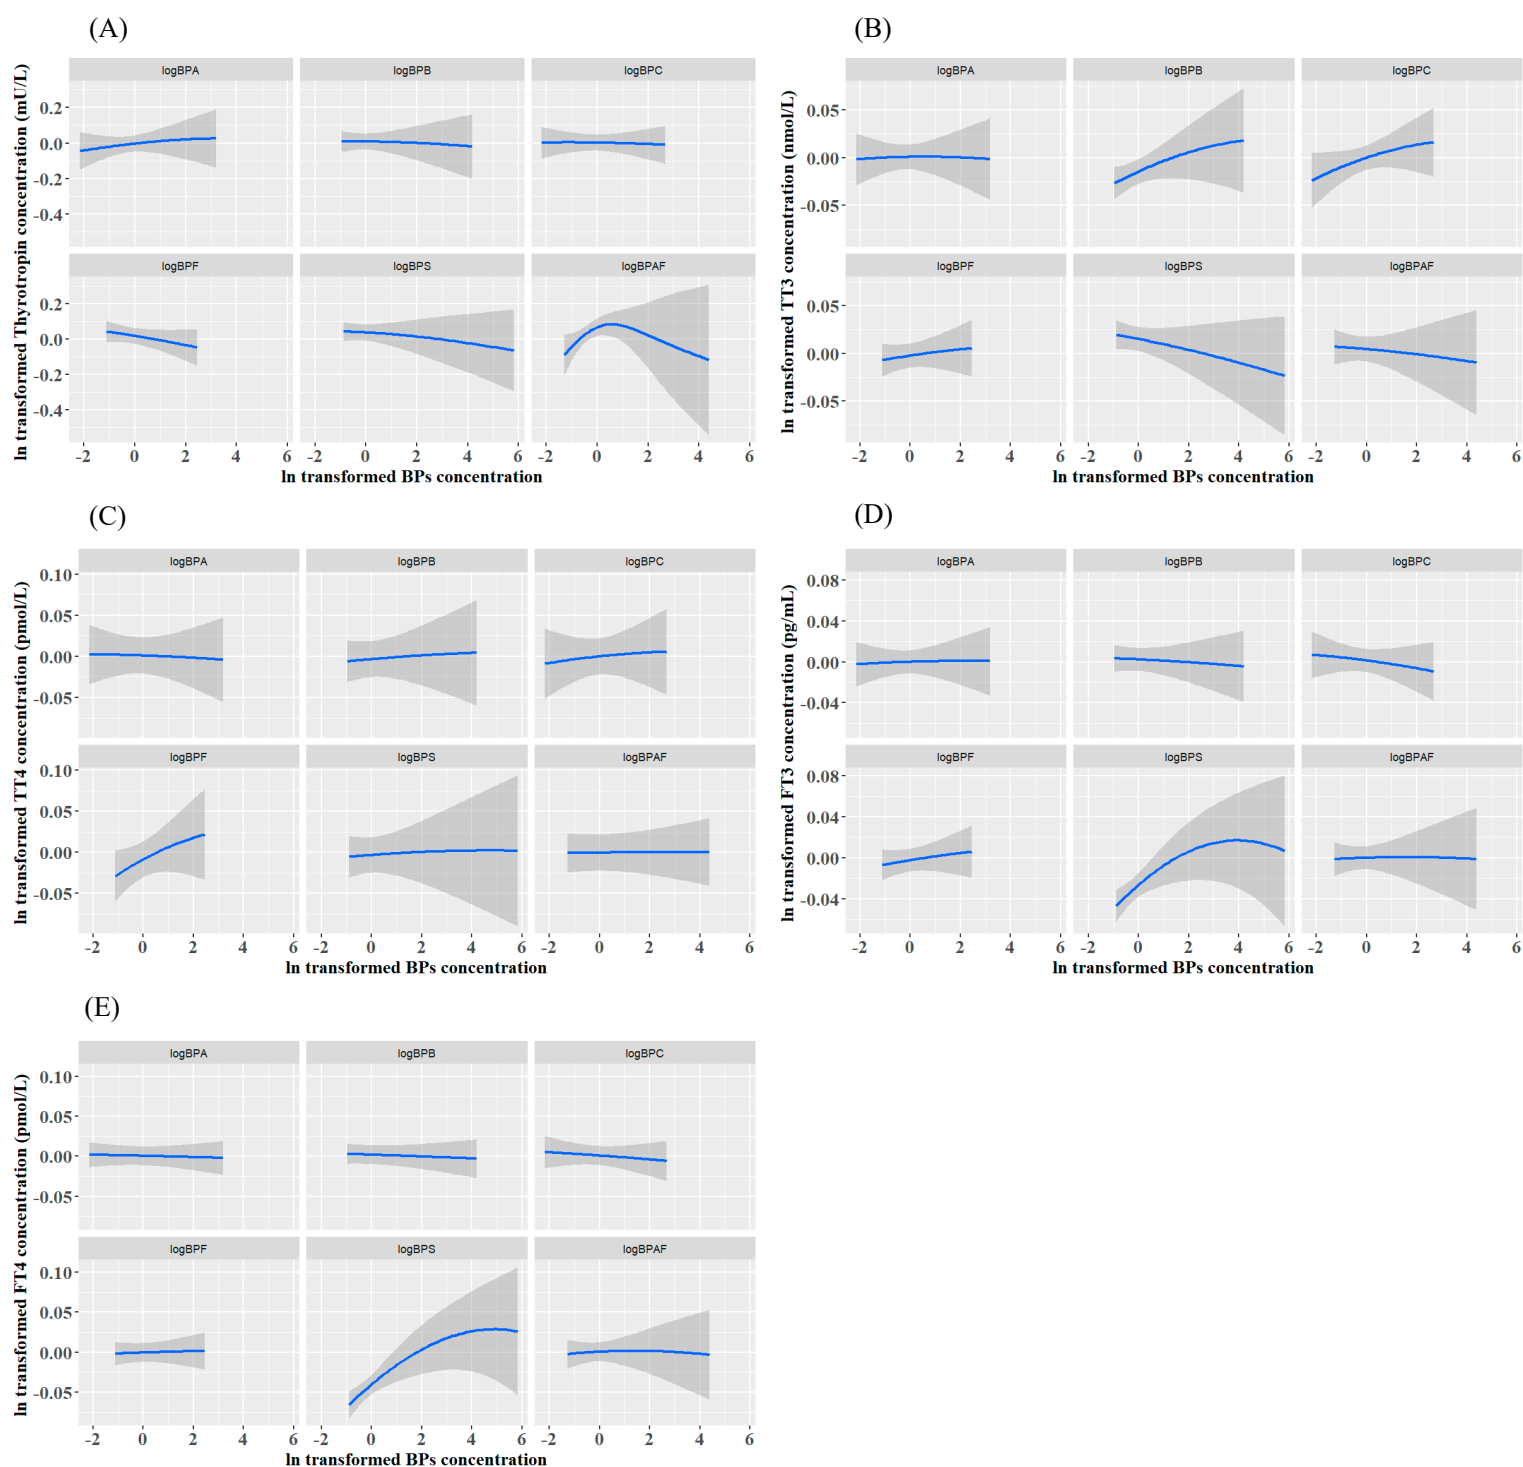 (A)
ln transformed Thyrotropin concentration (mU/L)
logBPA logBPB logBPC
0.2
0.0
-0.2
-0.4
logBPF logBPS logBPAF
0.2
0.0
-0.2
-0.4
-2 0 2 4 6 -2 0 2 4 6 -2 0 2 4 6
ln transformed BPs concentration
(B)
ln transformed TT3 concentration (nmol/L)
logBPA logBPB logBPC
0.05
0.00
-0.05
logBPF logBPS logBPAF
0.05
0.00
-0.05
-2 0 2 4 6 -2 0 2 4 6 -2 0 2 4 6
ln transformed BPs concentration
(C)
ln transformed TT4 concentration (pmol/L)
logBPA logBPB logBPC
0.10
0.05
0.00
-0.05
logBPF logBPS logBPAF
0.10
0.05
0.00
-0.05
-2 0 2 4 6 -2 0 2 4 6 -2 0 2 4 6
ln transformed BPs concentration
(D)
ln transformed FT3 concentration (pg/mL)
logBPA logBPB logBPC
0.08
0.04
0.00
-0.04
logBPF logBPS logBPAF
0.08
0.04
0.00
-0.04
-2 0 2 4 6 -2 0 2 4 6 -2 0 2 4 6
ln transformed BPs concentration
(E)
ln transformed FT4 concentration (pmol/L)
logBPA logBPB logBPC
0.10
0.05
0.00
-0.05
logBPF logBPS logBPAF
0.10
0.05
0.00
-0.05
-2 0 2 4 6 -2 0 2 4 6 -2 0 2 4 6
ln transformed BPs concentration